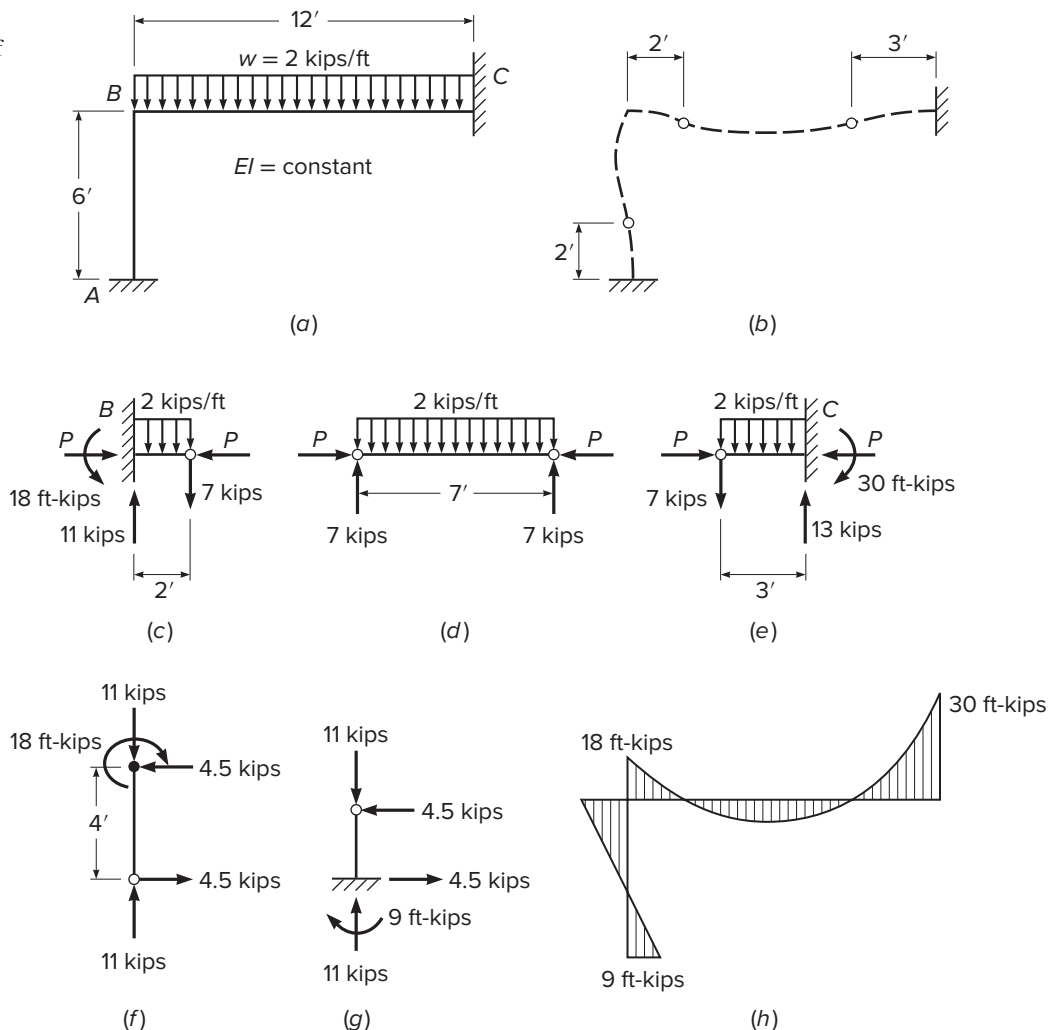 f
12′
w = 2 kips/ft
B
C
EI = constant
6′
A
(a)
2′
3′
2′
(b)
B
2 kips/ft
P
P
18 ft-kips
7 kips
11 kips
2′
(c)
2 kips/ft
P
P
7′
7 kips
7 kips
(d)
2 kips/ft
C
P
P
7 kips
30 ft-kips
13 kips
3′
(e)
11 kips
18 ft-kips
4.5 kips
4′
4.5 kips
11 kips
(f)
11 kips
4.5 kips
4.5 kips
9 ft-kips
11 kips
(g)
30 ft-kips
18 ft-kips
9 ft-kips
(h)